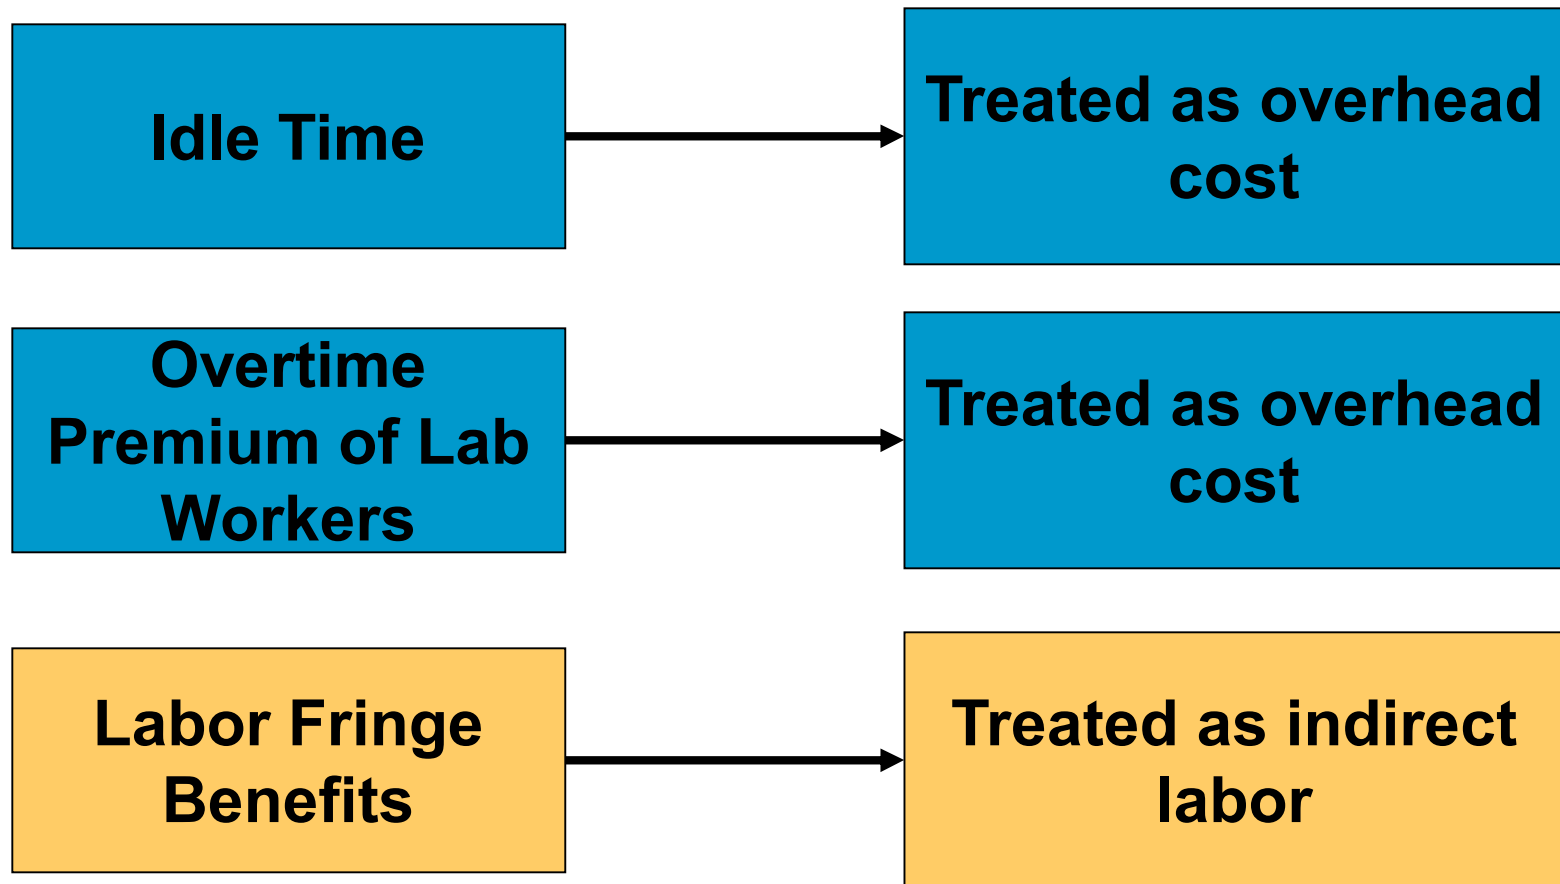 Idle Time
Treated as overhead
cost
Overtime
Premium of Lab
Workers
Treated as overhead
cost
Labor Fringe
Benefits
Treated as indirect
labor